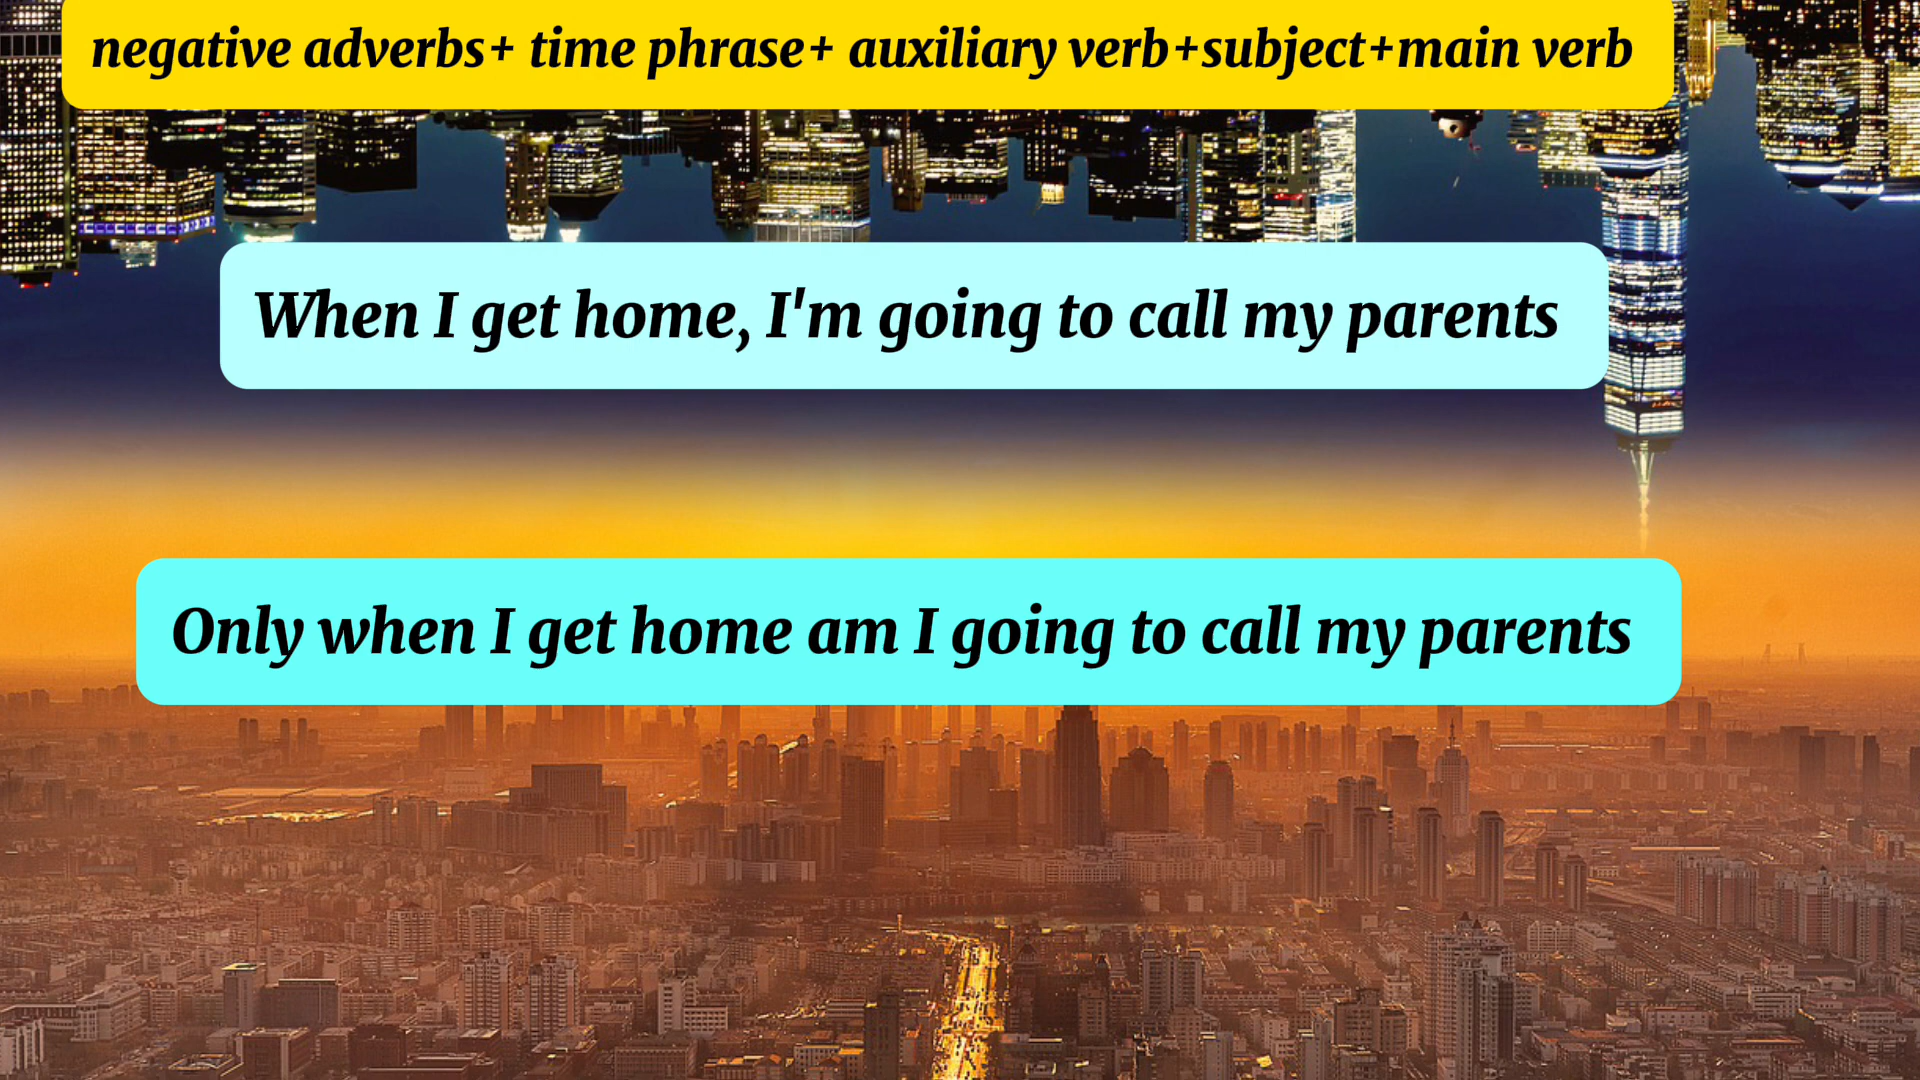 negative adverbs+ time phrase+ auxiliary verb+subject+main verb
When I get home, I'm going to call my parents
Only when I get home am I going to call my parents